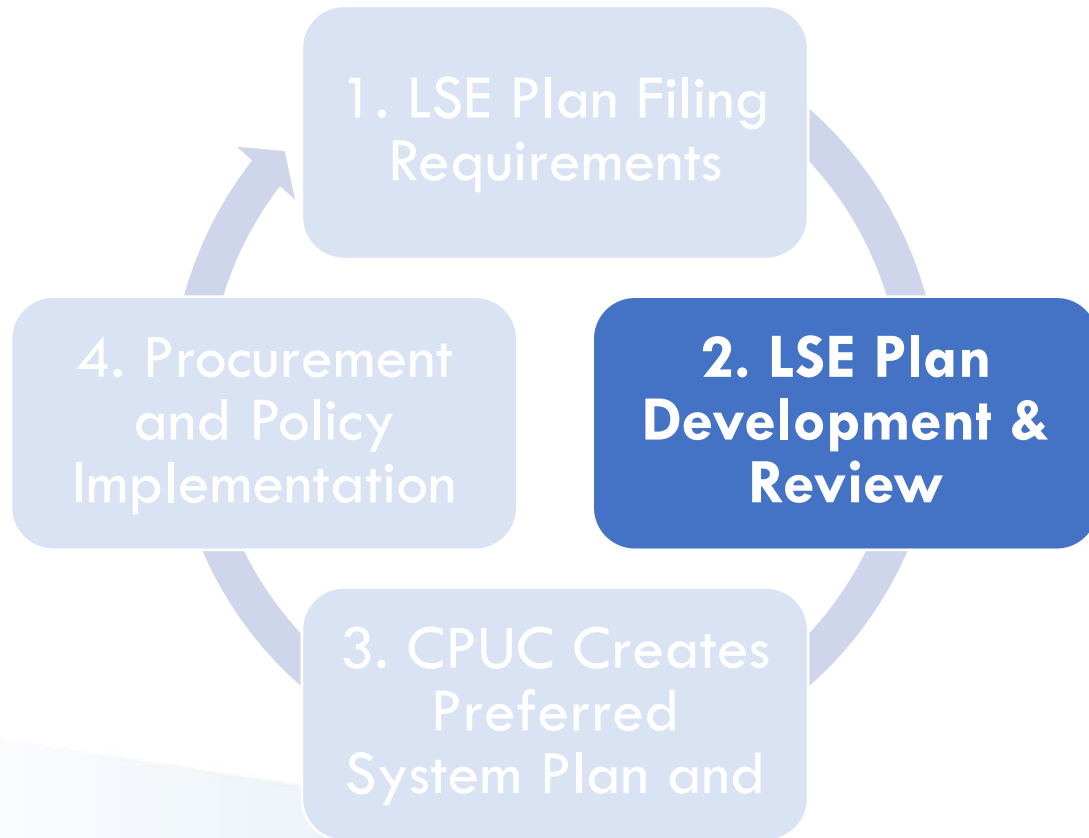 1. LSE Plan Filing
Requirements
2. LSE Plan
Development &
Review
3. CPUC Creates
Preferred
System Plan and
4. Procurement
and Policy
Implementation